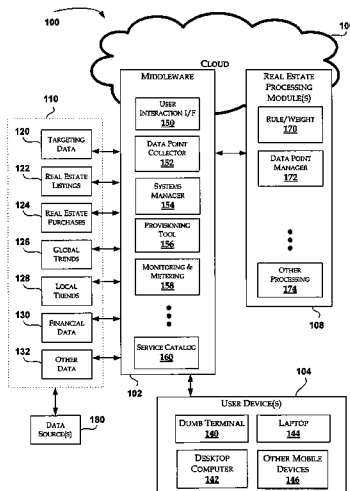 100
CLOUD
110
MIDDLEWARE
USER
INTERACTION I/F
150
DATA POINT
COLLECTOR
152
SYSTEMS
MANAGER
154
PROVISIONING
TOOL
156
MONITORING &
METERING
158
SERVICE CATALOG
160
102
REAL ESTATE
PROCESSING
MODULE(S)
RULE/WEIGHT
170
DATA POINT
MANAGER
172
OTHER
PROCESSING
174
108
120
TARGETING
DATA
122
REAL ESTATE
LISTINGS
124
REAL ESTATE
PURCHASES
126
GLOBAL
TRENDS
128
LOCAL
TRENDS
130
FINANCIAL
DATA
132
OTHER
DATA
DATA
SOURCE(S)
180
104
USER DEVICE(S)
DUMB TERMINAL
140
LAPTOP
144
DESKTOP
COMPUTER
142
OTHER MOBILE
DEVICES
146